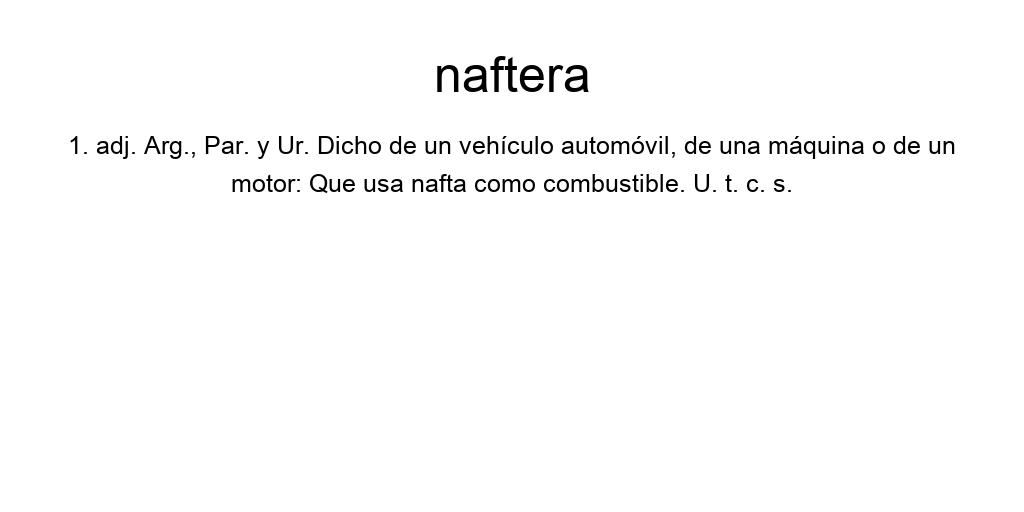 naftera
1. adj. Arg., Par. y Ur. Dicho de un vehículo automóvil, de una máquina o de un
motor: Que usa nafta como combustible. U. t. c. s.